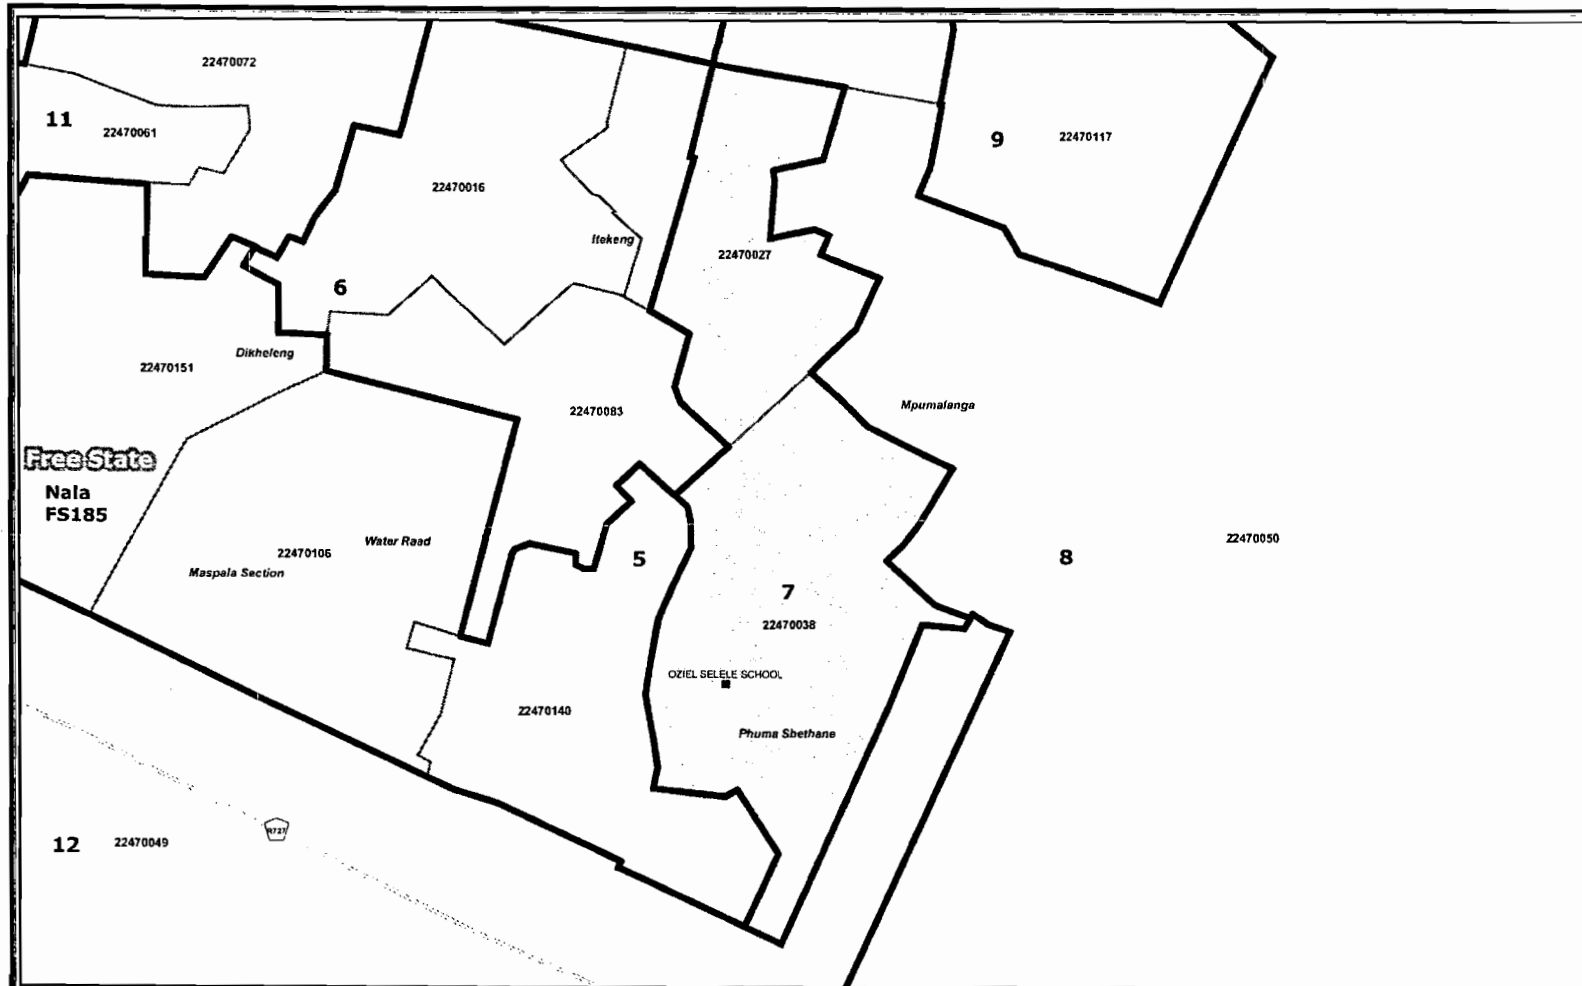 22470072
11
22470061
9
22470117
22470016
Itekeng
22470027
6
Dikheleng
22470151
22470083
Mpumalanga
Free State
Nala
FS185
Water Raad
22470106
Maspala Section
5
8
22470050
7
22470038
OZIEL SELELE SCHOOL
22470140
Phuma Sbethane
R727
12
22470049